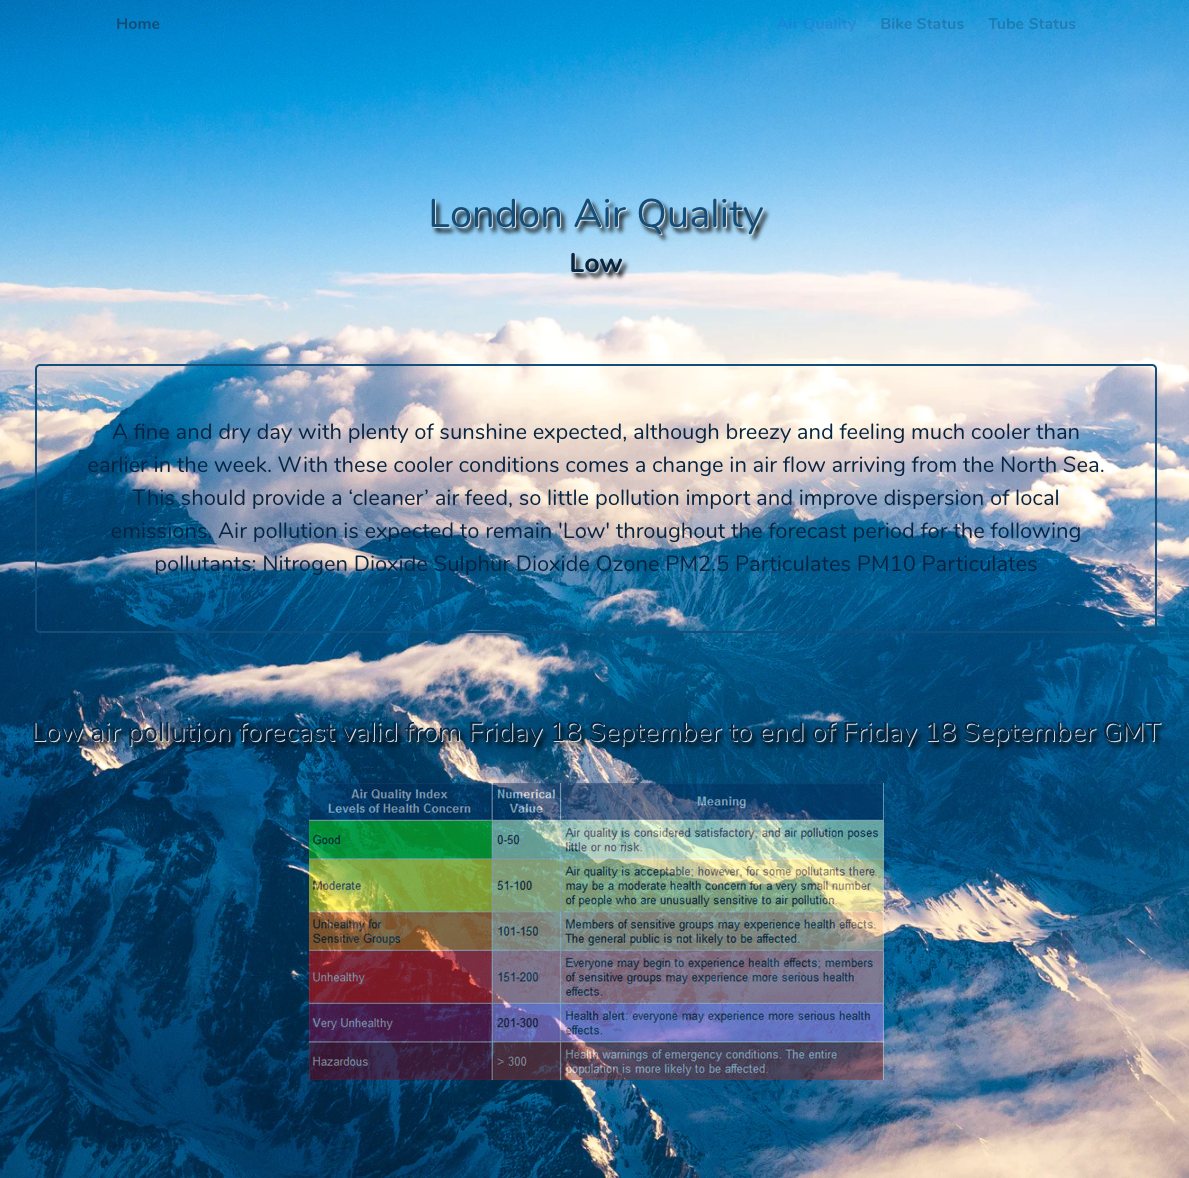 Home Air Quality Bike Status Tube Status
London Air Quality
Low
A fine and dry day with plenty of sunshine expected, although breezy and feeling much cooler than
earlier in the week. With these cooler conditions comes a change in air flow arriving from the North Sea.
This should provide a ‘cleaner’ air feed, so little pollution import and improve dispersion of local
emissions. Air pollution is expected to remain 'Low' throughout the forecast period for the following
pollutants: Nitrogen Dioxide Sulphur Dioxide Ozone PM2.5 Particulates PM10 Particulates
Low air pollution forecast valid from Friday 18 September to end of Friday 18 September GMT
Air Quality Index
Levels of Health Concern
Numerical
Value
Meaning
Good
0-50
Air quality is considered satisfactory, and air pollution poses
little or no risk.
Moderate
51-100
Air quality is acceptable; however, for some pollutants there
may be a moderate health concern for a very small number
of people who are unusually sensitive to air pollution.
Unhealthy for
Sensitive Groups
101-150
Members of sensitive groups may experience health effects.
The general public is not likely to be affected.
Unhealthy
151-200
Everyone may begin to experience health effects; members
of sensitive groups may experience more serious health
effects.
Very Unhealthy
201-300
Health alert: everyone may experience more serious health
effects.
Hazardous
> 300
Health warnings of emergency conditions. The entire
population is more likely to be affected.